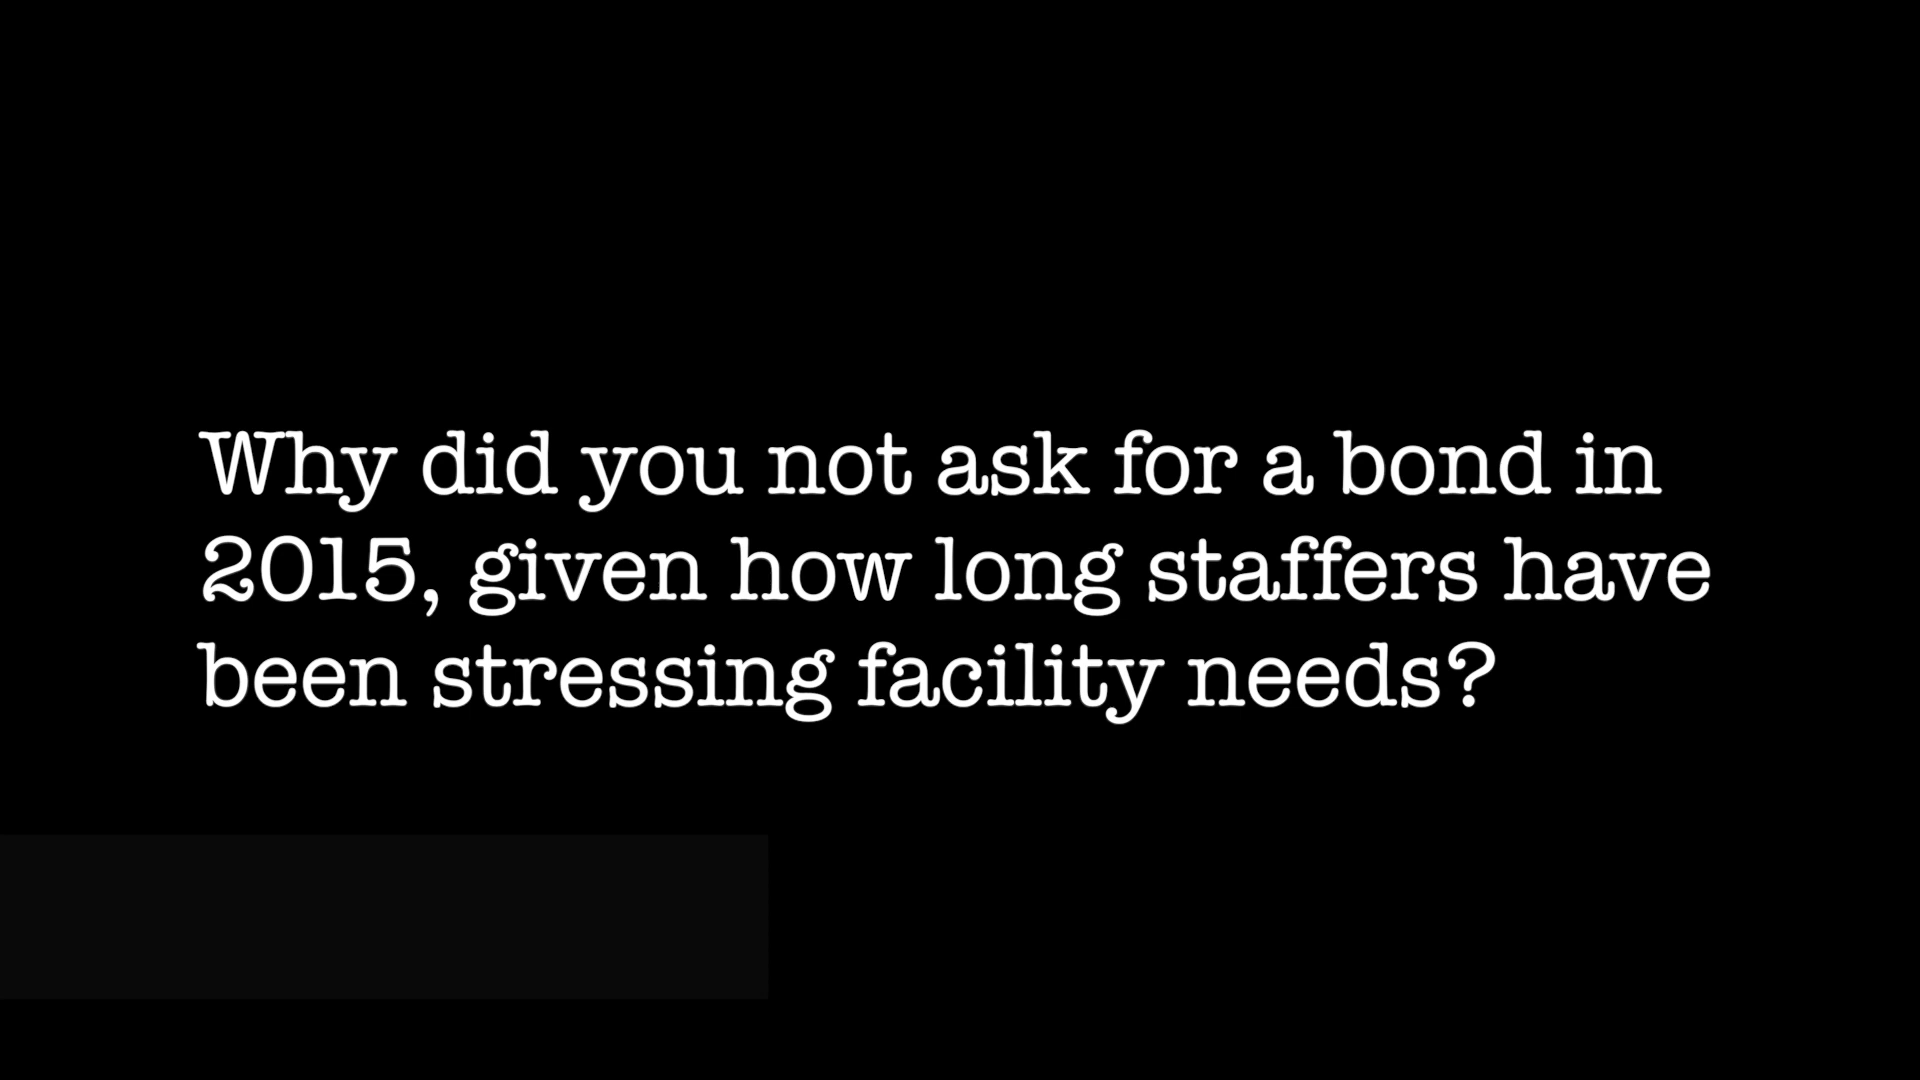 Why did you not ask for a bond in
2015, given how long staffers have
been stressing facility needs?